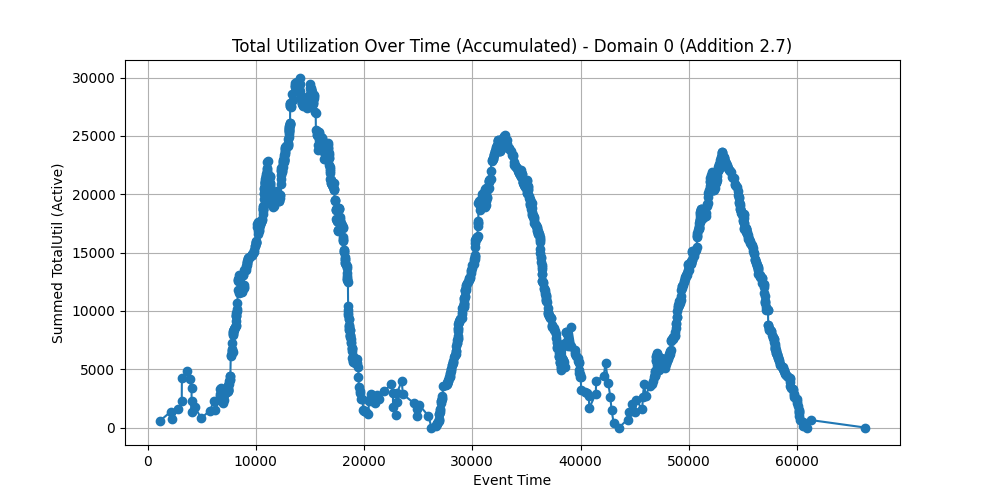 Total Utilization Over Time (Accumulated) - Domain 0 (Addition 2.7)
Summed TotalUtil (Active)
30000
25000
20000
15000
10000
5000
0
0 10000 20000 30000 40000 50000 60000
Event Time